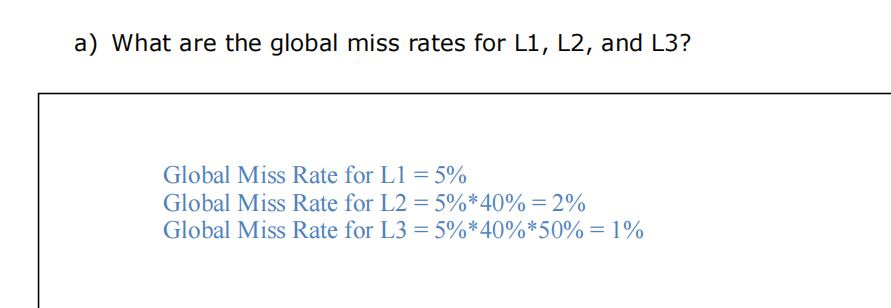 a) What are the global miss rates for L1, L2, and L3?
Global Miss Rate for L1 = 5%
Global Miss Rate for L2 = 5%*40% = 2%
Global Miss Rate for L3 = 5%*40%*50% = 1%